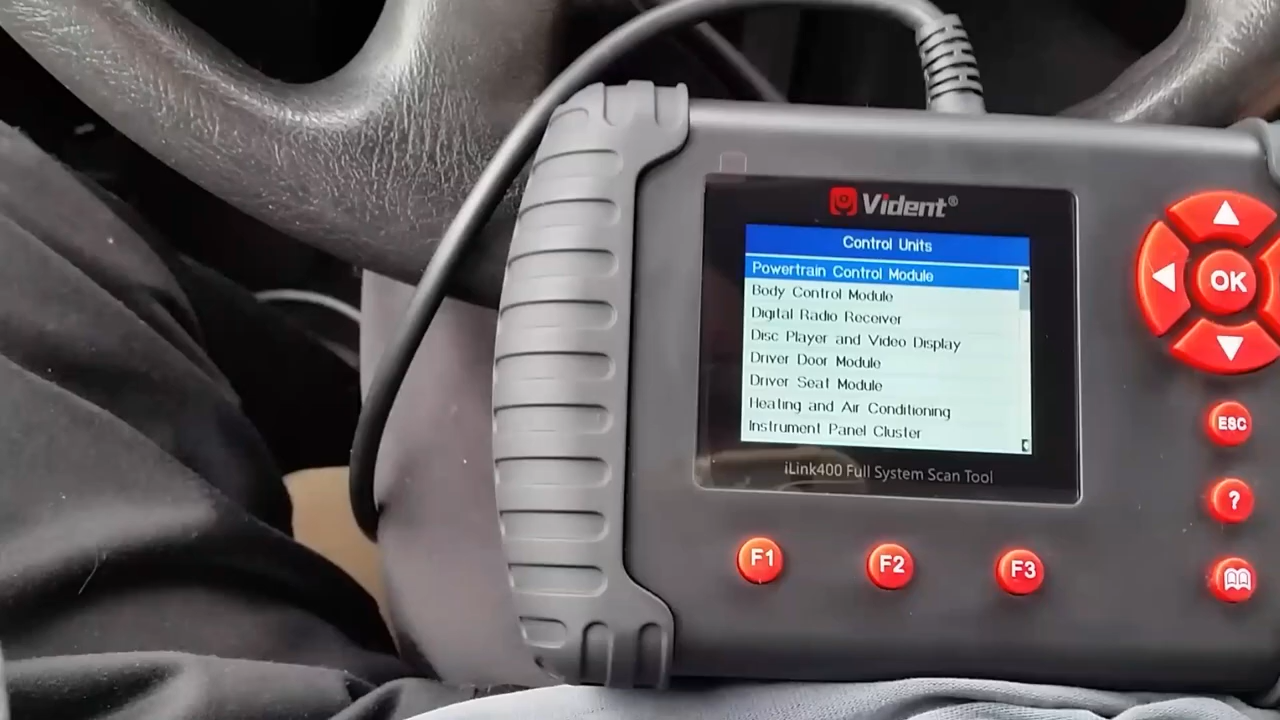 Vident®
Control Units
Powertrain Control Module
Body Control Module
Digital Radio Receiver
Disc Player and Video Display
Driver Door Module
Driver Seat Module
Heating and Air Conditioning
Instrument Panel Cluster
iLink400 Full System Scan Tool
OK
ESC
?
F1 F2 F3